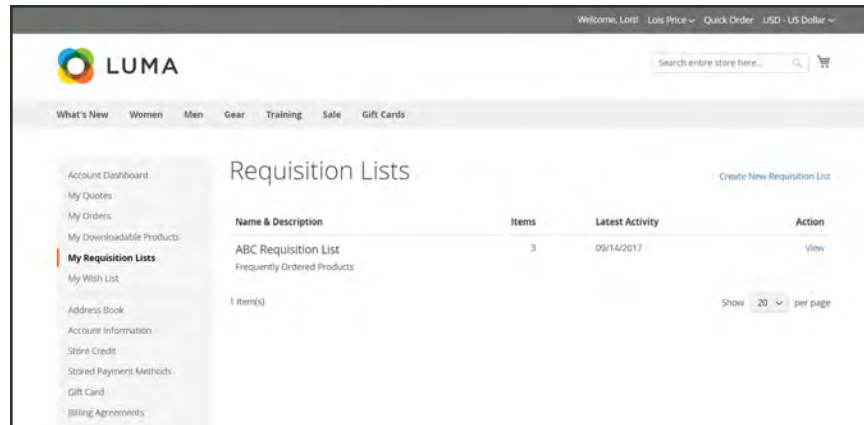 Welcome, Lois! Lois Price Quick Order USD - US Dollar
LUMA
Search entire store here...
What's New Women Men Gear Training Sale Gift Cards
Requisition Lists
Create New Requisition List
Account Dashboard
My Quotes
My Orders
My Downloadable Products
My Requisition Lists
My Wish List
Address Book
Account Information
Store Credit
Stored Payment Methods
Gift Card
Billing Agreements
Name & Description Items Latest Activity Action
ABC Requisition List 3 09/14/2017 View
Frequently Ordered Products
1 Item(s)
Show 20 per page